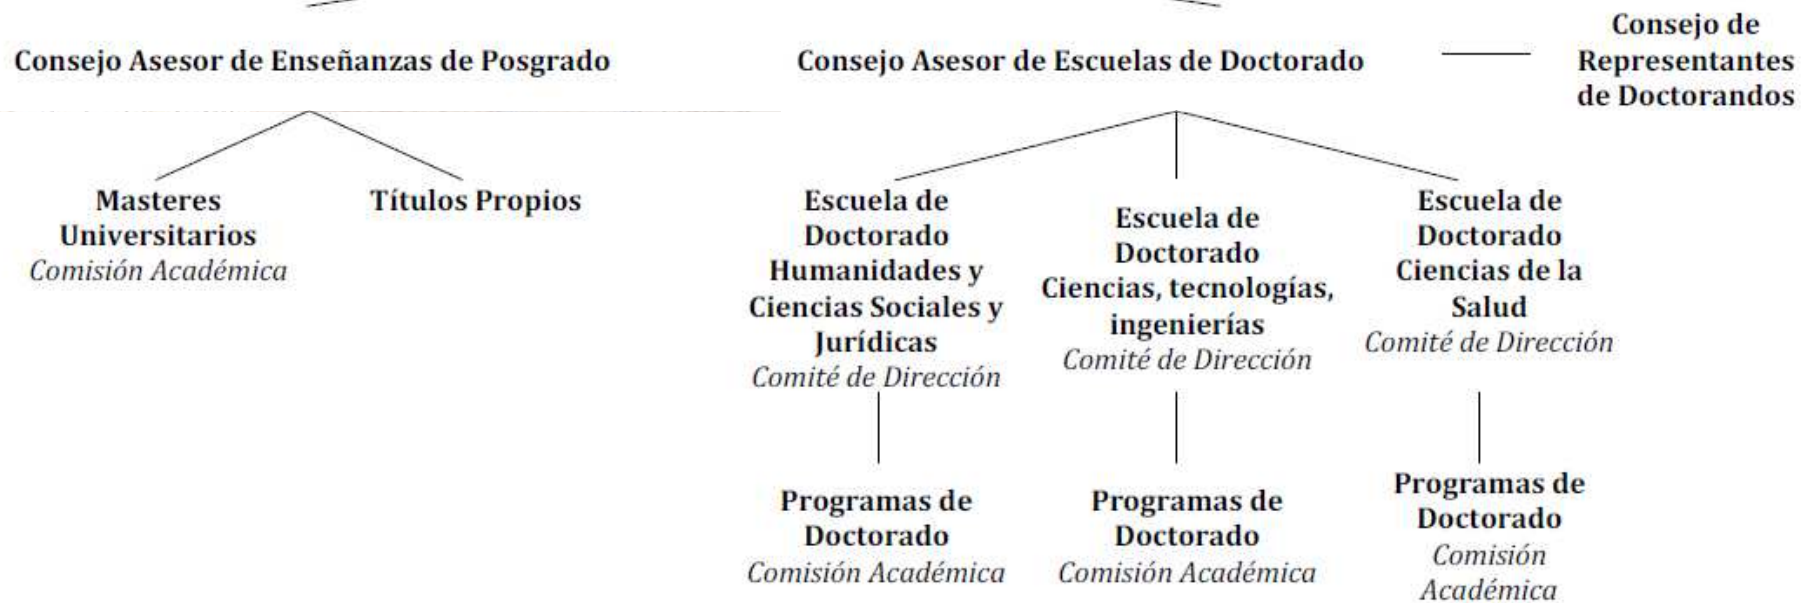 Consejo Asesor de Enseñanzas de Posgrado
Consejo Asesor de Escuelas de Doctorado
Consejo de
Representantes
de Doctorandos
Masteres
Universitarios
Comisión Académica
Títulos Propios
Escuela de
Doctorado
Humanidades y
Ciencias Sociales y
Jurídicas
Comité de Dirección
Escuela de
Doctorado
Ciencias, tecnologías,
ingenierías
Comité de Dirección
Escuela de
Doctorado
Ciencias de la
Salud
Comité de Dirección
Programas de
Doctorado
Comisión Académica
Programas de
Doctorado
Comisión Académica
Programas de
Doctorado
Comisión
Académica